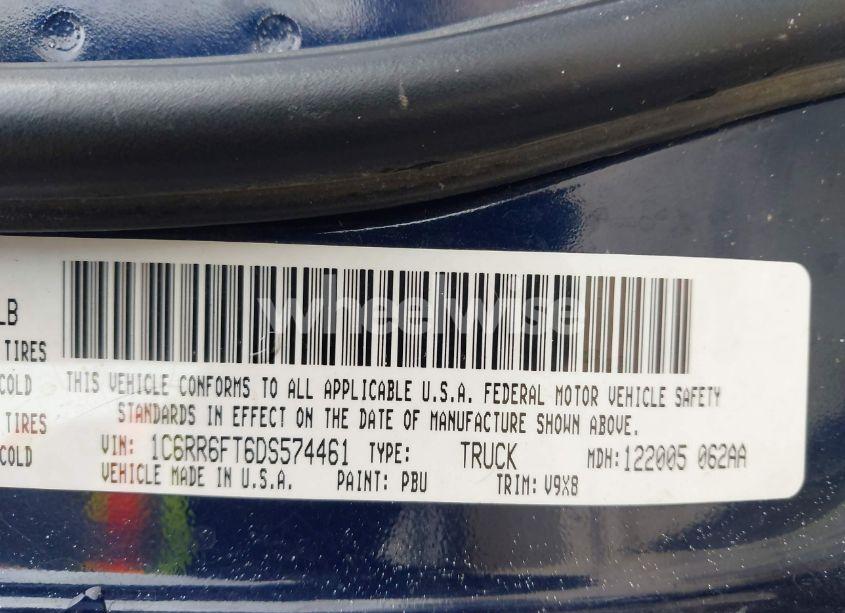 LB
TIRES
COLD
TIRES
COLD
wheelwise
THIS VEHICLE CONFORMS TO ALL APPLICABLE U.S.A. FEDERAL MOTOR VEHICLE SAFETY
STANDARDS IN EFFECT ON THE DATE OF MANUFACTURE SHOWN ABOVE.
VIN: 1C6RR6FT6DS574461 TYPE: TRUCK MDH: 122005 062AA
VEHICLE MADE IN U.S.A. PAINT: PBU TRIM: V9X8